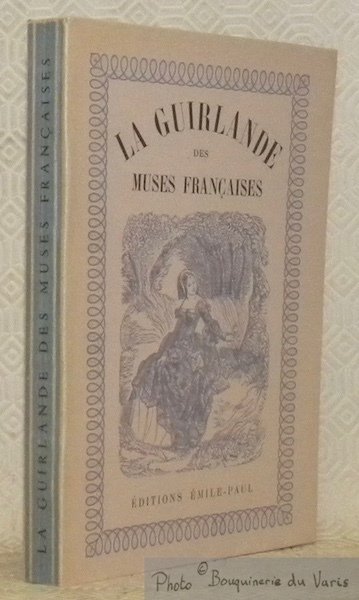 LA GUIRLANDE DES MUSES FRANÇAISES
LA GUIRLANDE
DES
MUSES FRANÇAISES
ÉDITIONS ÉMILE-PAUL
Photo © Bouquinerie du Varis